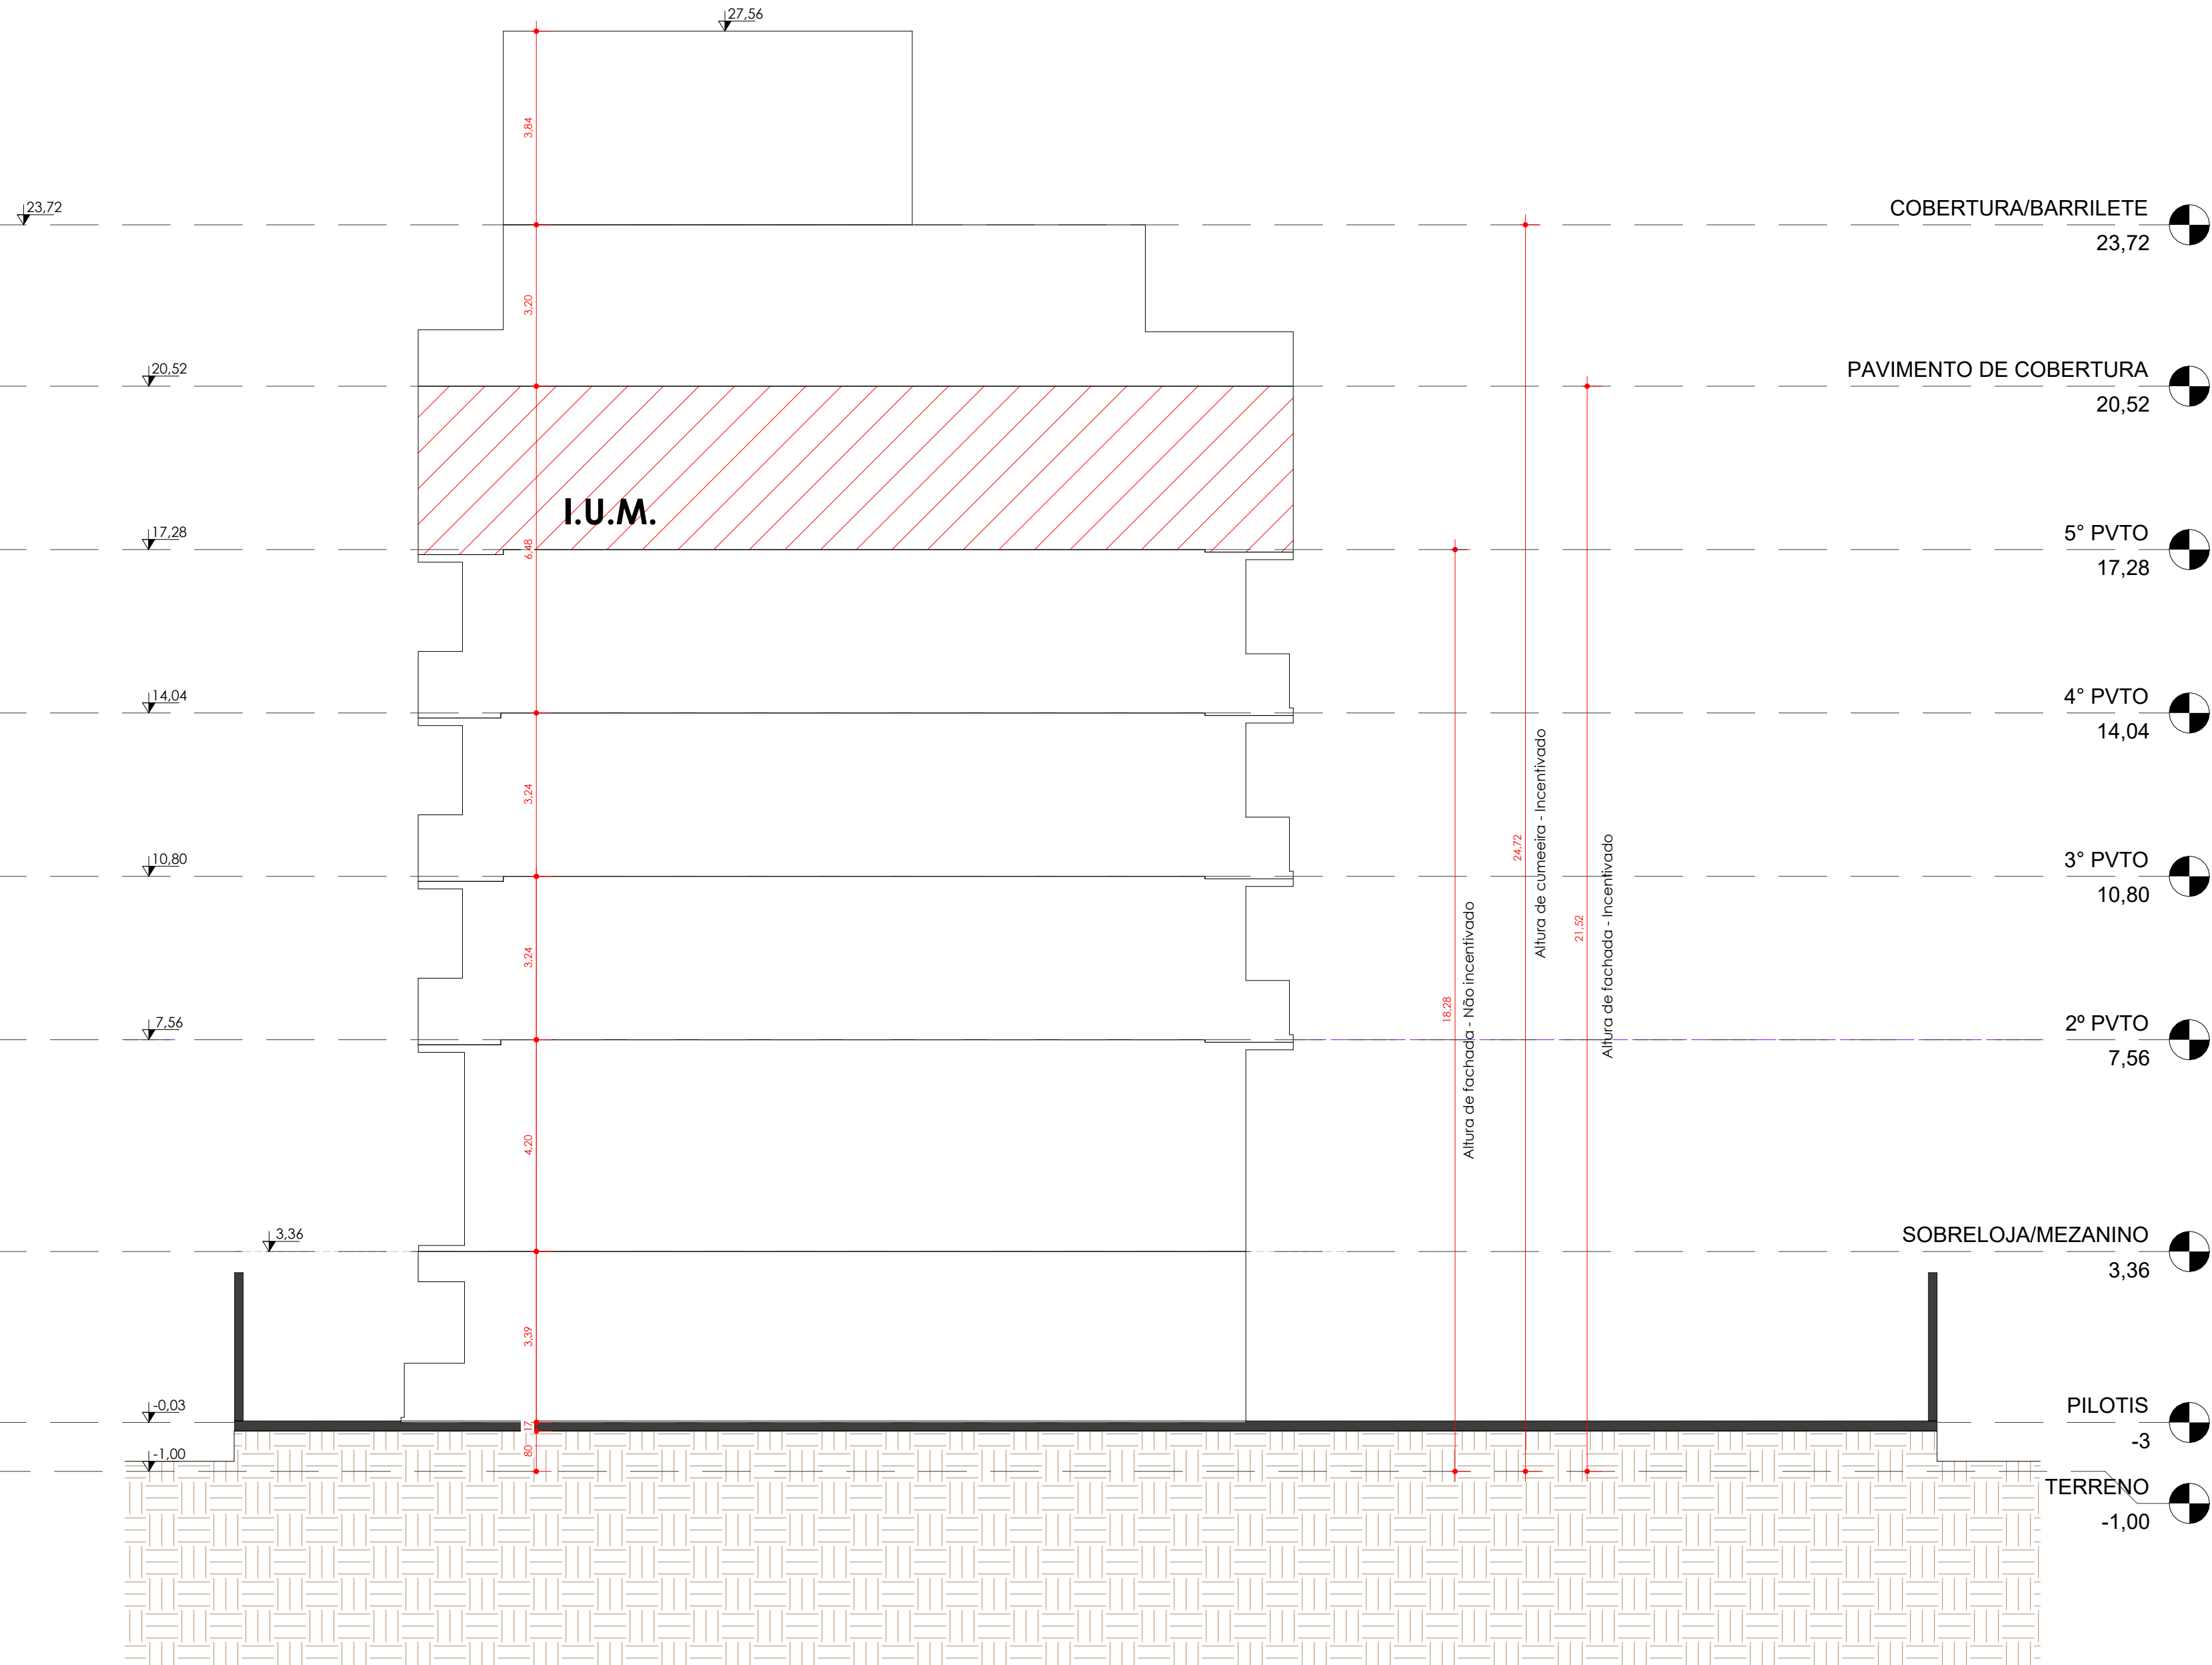 27,56
3,84
23,72
COBERTURA/BARRILETE
23,72
3,20
20,52
PAVIMENTO DE COBERTURA
20,52
I.U.M.
17,28
6,48
5° PVTO
17,28
14,04
4° PVTO
14,04
3,24
Altura de cumeeira - Incentivado
24,72
10,80
3° PVTO
10,80
Altura de fachada - Incentivado
21,52
3,24
Altura de fachada - Não incentivado
18,28
7,56
2º PVTO
7,56
4,20
3,36
SOBRELOJA/MEZANINO
3,36
3,39
-0,03
PILOTIS
-3
17
80
-1,00
TERRENO
-1,00